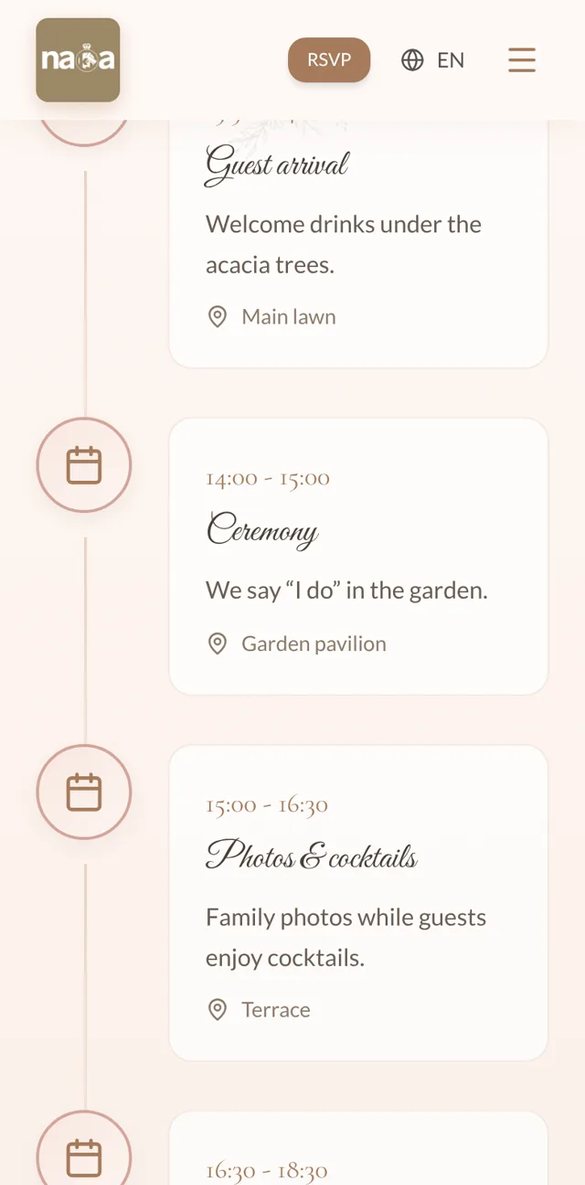 naa
RSVP
EN
Guest arrival
Welcome drinks under the
acacia trees.
Main lawn
14:00 - 15:00
Ceremony
We say “I do” in the garden.
Garden pavilion
15:00 - 16:30
Photos & cocktails
Family photos while guests
enjoy cocktails.
Terrace
16:30 - 18:30